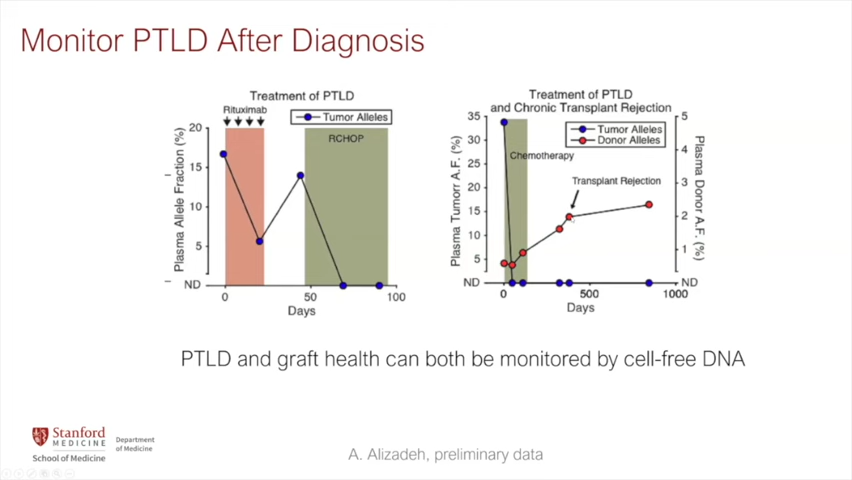 Monitor PTLD After Diagnosis
Treatment of PTLD
Rituximab
Tumor Alleles
RCHOP
Plasma Allele Fraction (%)
20
15
10
5
ND
0
50
100
Days
Treatment of PTLD
and Chronic Transplant Rejection
Tumor Alleles
Donor Alleles
Chemotherapy
Transplant Rejection
Plasma Tumorr A.F. (%)
35
30
25
20
15
10
5
ND
Plasma Donor A.F. (%)
5
4
3
2
1
ND
0
500
1000
Days
PTLD and graft health can both be monitored by cell-free DNA
Stanford
MEDICINE
School of Medicine
Department
of Medicine
A. Alizadeh, preliminary data